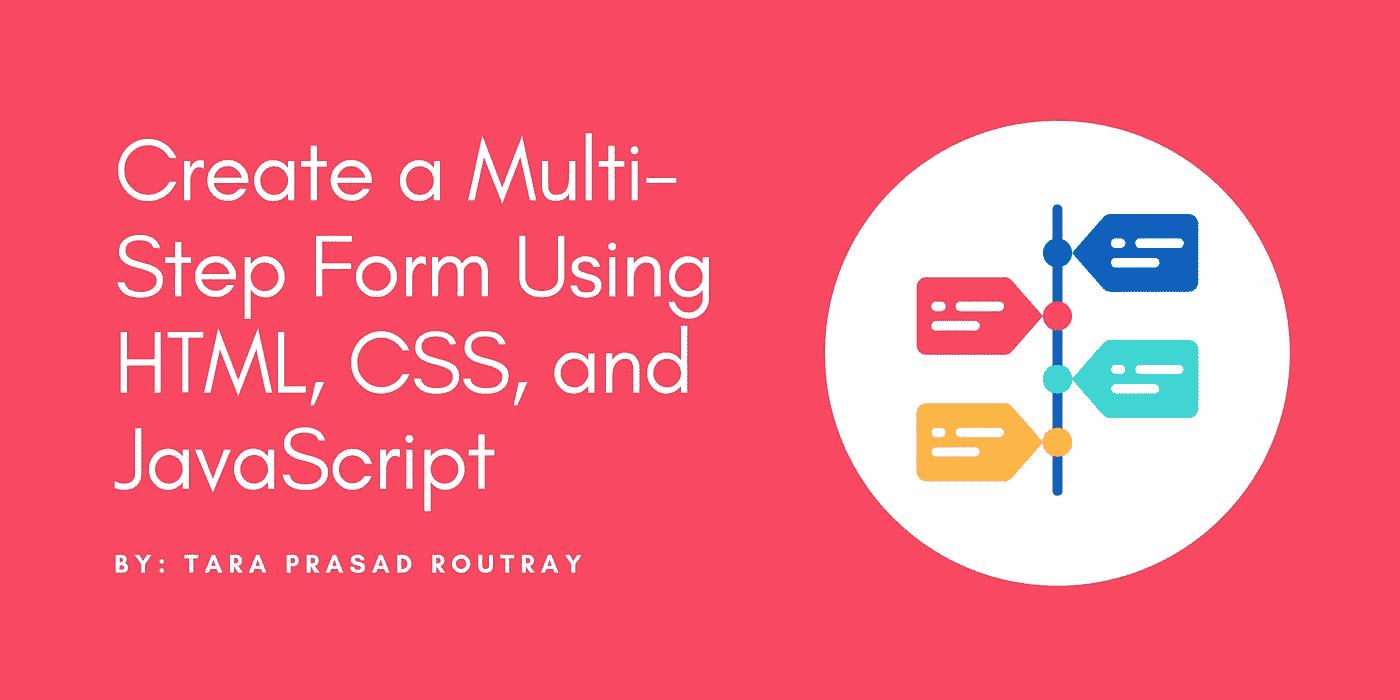 Create a Multi-
Step Form Using
HTML, CSS, and
JavaScript
BY: TARA PRASAD ROUTRAY